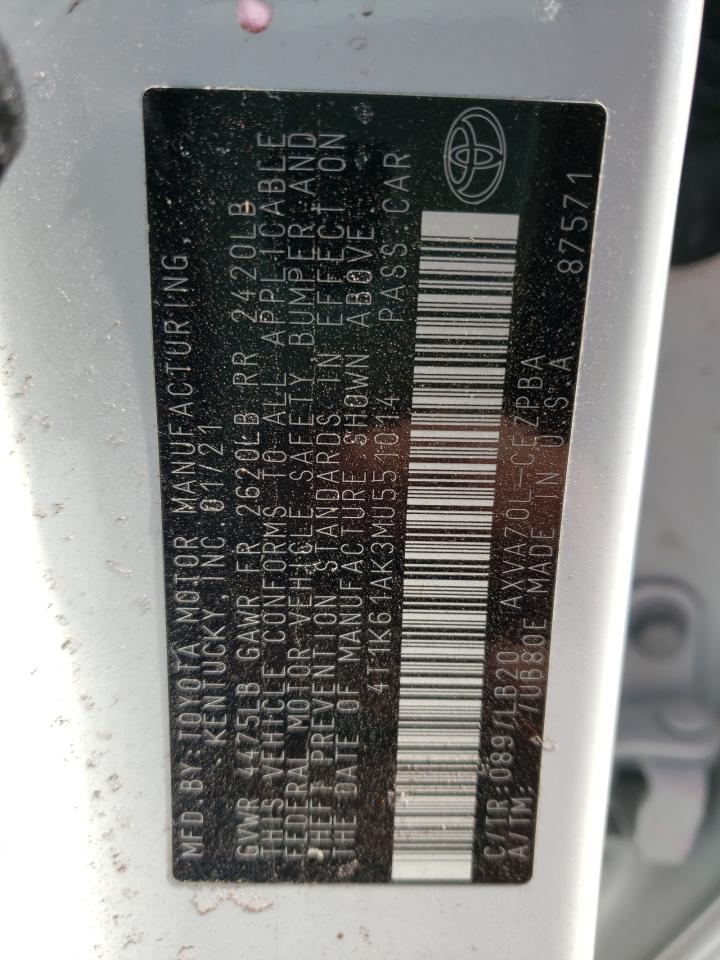 MFD.BY:TOYOTA MOTOR MANUFACTURING,
KENTUCKY, INC. 01/21
GVWR 4475LB GAWR FR 2620LB RR 2420LB
THIS VEHICLE CONFORMS TO ALL APPLICABLE
FEDERAL MOTOR VEHICLE SAFETY, BUMPER,AND
THEFT PREVENTION STANDARDS IN EFFECT ON
THE DATE OF MANUFACTURE SHOWN ABOVE.
4T1K61AK3MU551014 PASS.CAR
C/TR:089/LB20 AXVA70L-CEZPBA
A/TM: -/UB80E MADE IN U.S.A. 87571